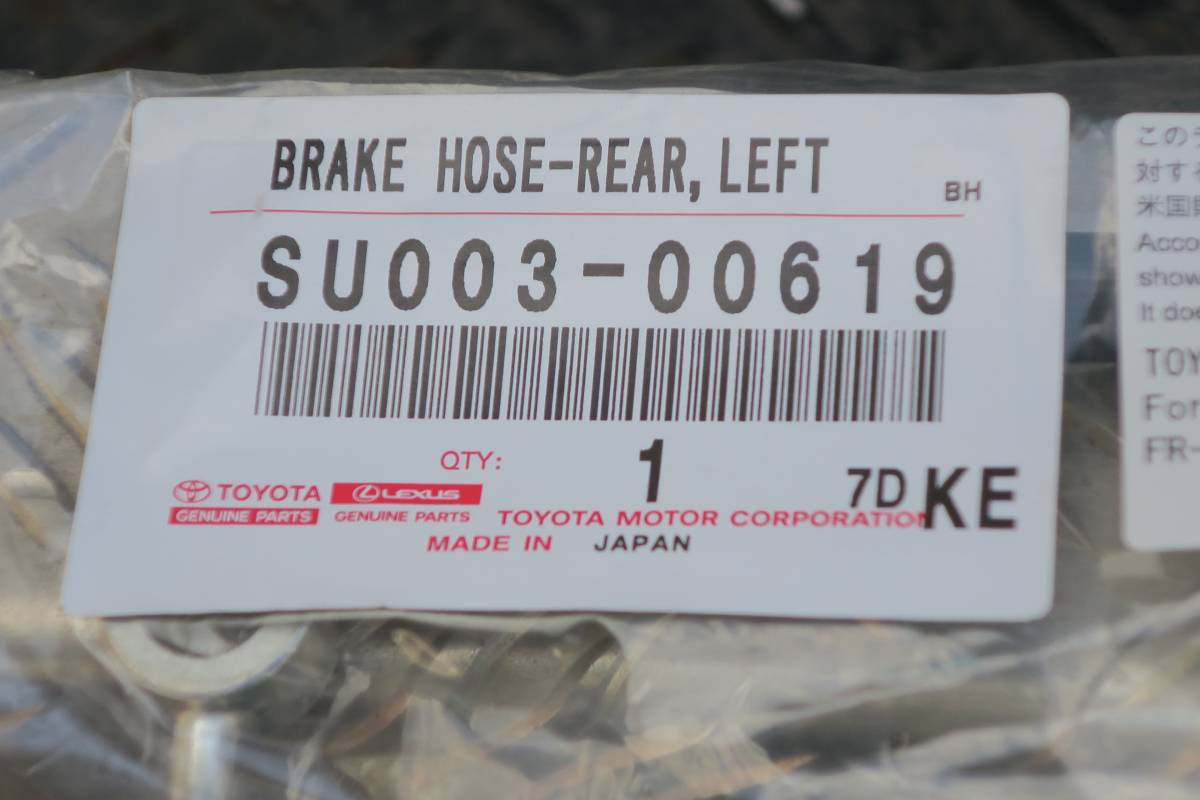 BRAKE HOSE-REAR, LEFT
BH
SU003-00619
QTY: 1
7D KE
TOYOTA LEXUS
GENUINE PARTS GENUINE PARTS TOYOTA MOTOR CORPORATION
MADE IN JAPAN
この
対する
米国
Acco
show
It doe
TOY
For
FR-